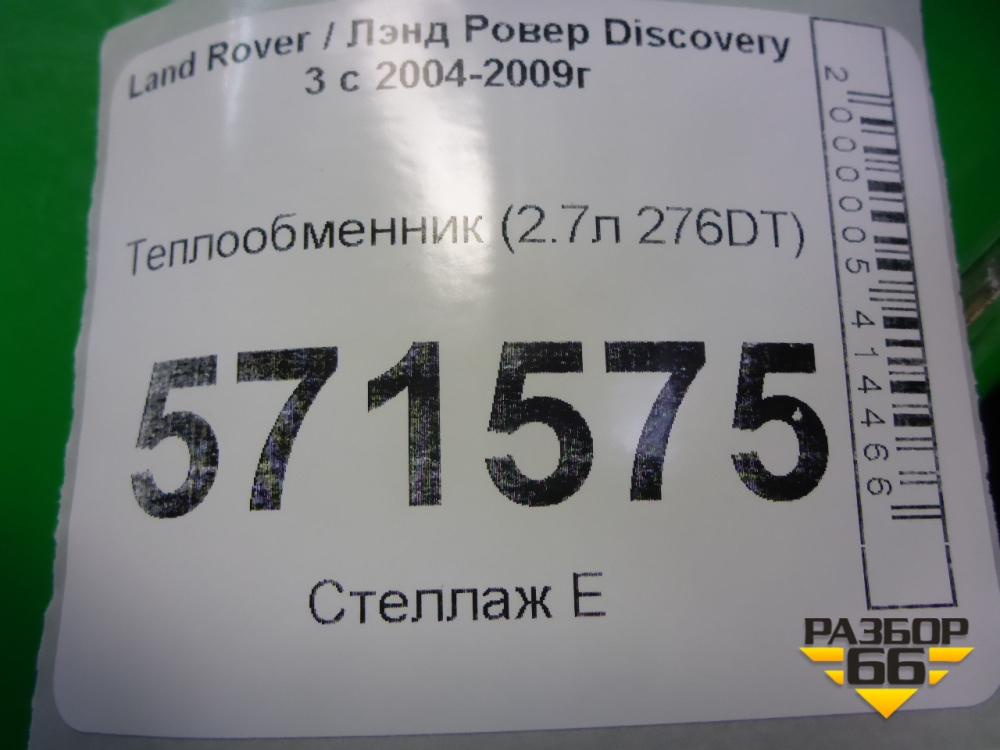 Land Rover / Лэнд Ровер Discovery
3 с 2004-2009г
Теплообменник (2.7л 276DT)
571575
Стеллаж Е
2000005414466
РАЗБОР
66